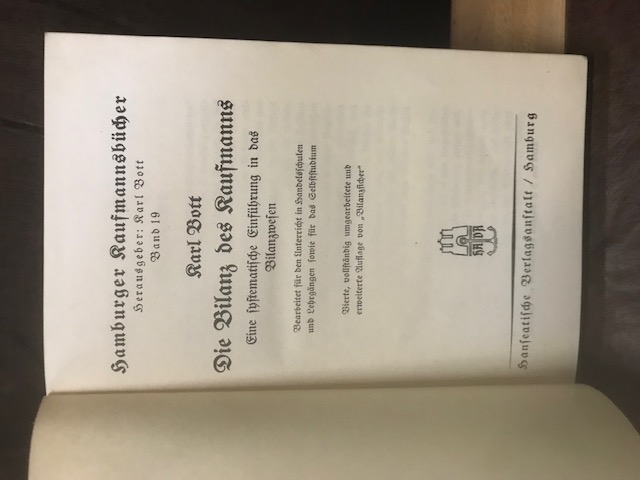 Hamburger Kaufmannsbücher
Herausgeber: Karl Bott
Band 19
Karl Bott
Die Bilanz des Kaufmanns
Eine systematische Einführung in das
Bilanzwesen
Bearbeitet für den Unterricht in Handelsschulen
und Lehrgängen sowie für das Selbststudium
Vierte, vollständig umgearbeitete und
erweiterte Auflage von „Bilanzsicher“
HAVA
Hanseatische Verlagsanstalt / Hamburg